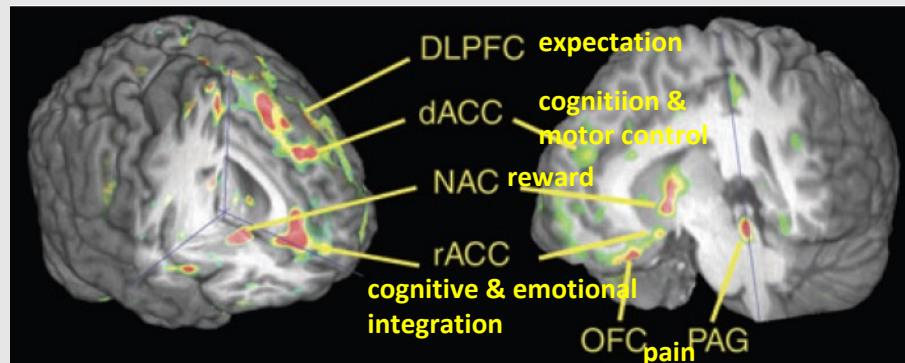 DLPFC expectation
dACC cognitiion &
motor control
NAC reward
rACC
cognitive & emotional
integration
OFC pain PAG